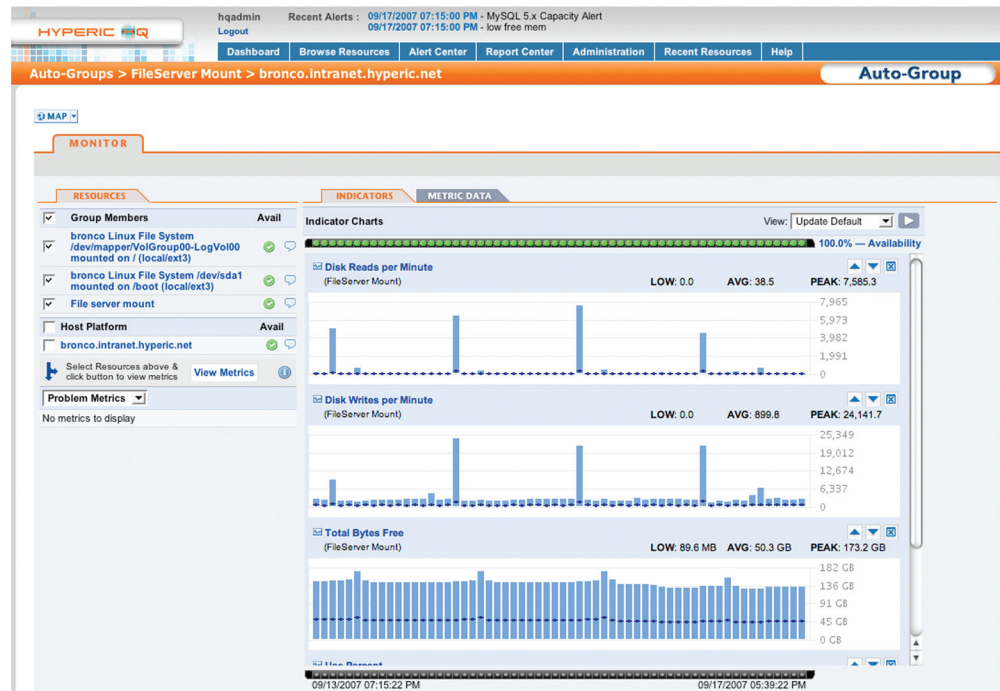 HYPERIC HQ
hqadmin
Logout
Recent Alerts : 09/17/2007 07:15:00 PM - MySQL 5.x Capacity Alert
09/17/2007 07:15:00 PM - low free mem
Dashboard Browse Resources Alert Center Report Center Administration Recent Resources Help
Auto-Groups > FileServer Mount > bronco.intranet.hyperic.net
Auto-Group
MAP
MONITOR
RESOURCES
Group Members Avail
bronco Linux File System
/dev/mapper/VolGroup00-LogVol00
mounted on / (local/ext3)
bronco Linux File System /dev/sda1
mounted on /boot (local/ext3)
File server mount
Host Platform Avail
bronco.intranet.hyperic.net
Select Resources above &
click button to view metrics
View Metrics
Problem Metrics
No metrics to display
INDICATORS METRIC DATA
Indicator Charts View: Update Default
100.0% — Availability
Disk Reads per Minute
(FileServer Mount) LOW: 0.0 AVG: 38.5 PEAK: 7,585.3
7,965
5,973
3,982
1,991
0
Disk Writes per Minute
(FileServer Mount) LOW: 0.0 AVG: 899.8 PEAK: 24,141.7
25,349
19,012
12,674
6,337
0
Total Bytes Free
(FileServer Mount) LOW: 89.6 MB AVG: 50.3 GB PEAK: 173.2 GB
182 GB
136 GB
91 GB
45 GB
0 GB
Use Percent
09/13/2007 07:15:22 PM 09/17/2007 05:39:22 PM